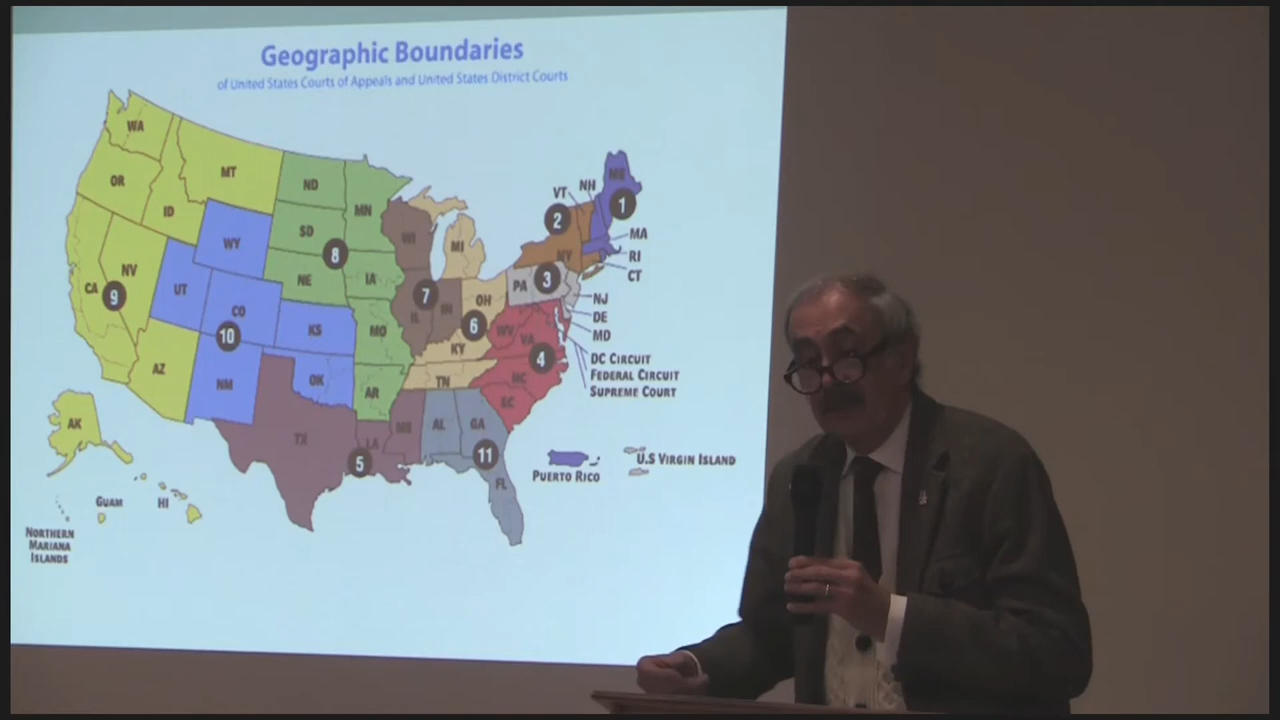 Geographic Boundaries
of United States Courts of Appeals and United States District Courts
WA
MT
ND
MN
OR
ID
SD
WI
MI
VT
NH
ME
1
2
NY
MA
RI
CT
WY
8
NE
IA
NV
CA
9
UT
CO
10
KS
MO
7
IL
IN
OH
6
PA
3
NJ
DE
MD
WV
VA
4
KY
DC Circuit
Federal Circuit
Supreme Court
AZ
NM
OK
AR
TN
NC
SC
TX
LA
MS
AL
GA
5
11
FL
AK
Puerto Rico
U.S Virgin Island
Guam
HI
Northern
Mariana
Islands